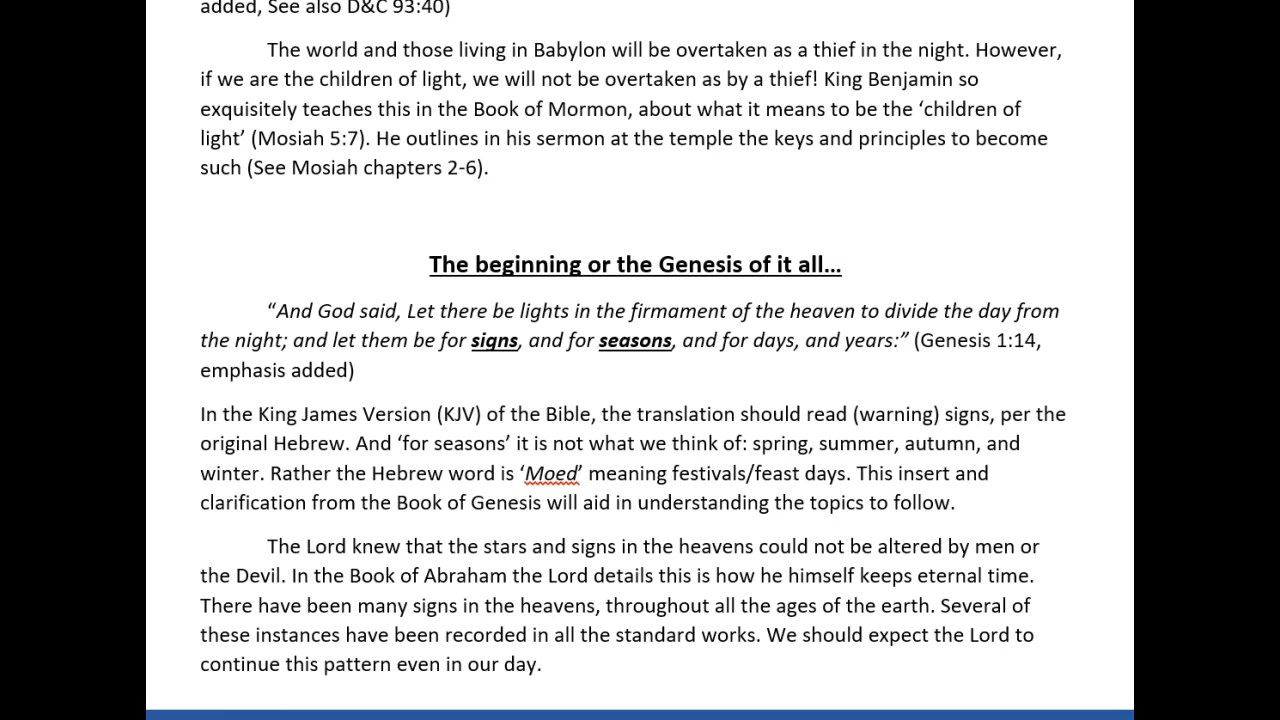 added, See also D&C 93:40)
The world and those living in Babylon will be overtaken as a thief in the night. However,
if we are the children of light, we will not be overtaken as by a thief! King Benjamin so
exquisitely teaches this in the Book of Mormon, about what it means to be the ‘children of
light’ (Mosiah 5:7). He outlines in his sermon at the temple the keys and principles to become
such (See Mosiah chapters 2-6).
The beginning or the Genesis of it all...
“And God said, Let there be lights in the firmament of the heaven to divide the day from
the night; and let them be for signs, and for seasons, and for days, and years:” (Genesis 1:14,
emphasis added)
In the King James Version (KJV) of the Bible, the translation should read (warning) signs, per the
original Hebrew. And ‘for seasons’ it is not what we think of: spring, summer, autumn, and
winter. Rather the Hebrew word is ‘Moed’ meaning festivals/feast days. This insert and
clarification from the Book of Genesis will aid in understanding the topics to follow.
The Lord knew that the stars and signs in the heavens could not be altered by men or
the Devil. In the Book of Abraham the Lord details this is how he himself keeps eternal time.
There have been many signs in the heavens, throughout all the ages of the earth. Several of
these instances have been recorded in all the standard works. We should expect the Lord to
continue this pattern even in our day.